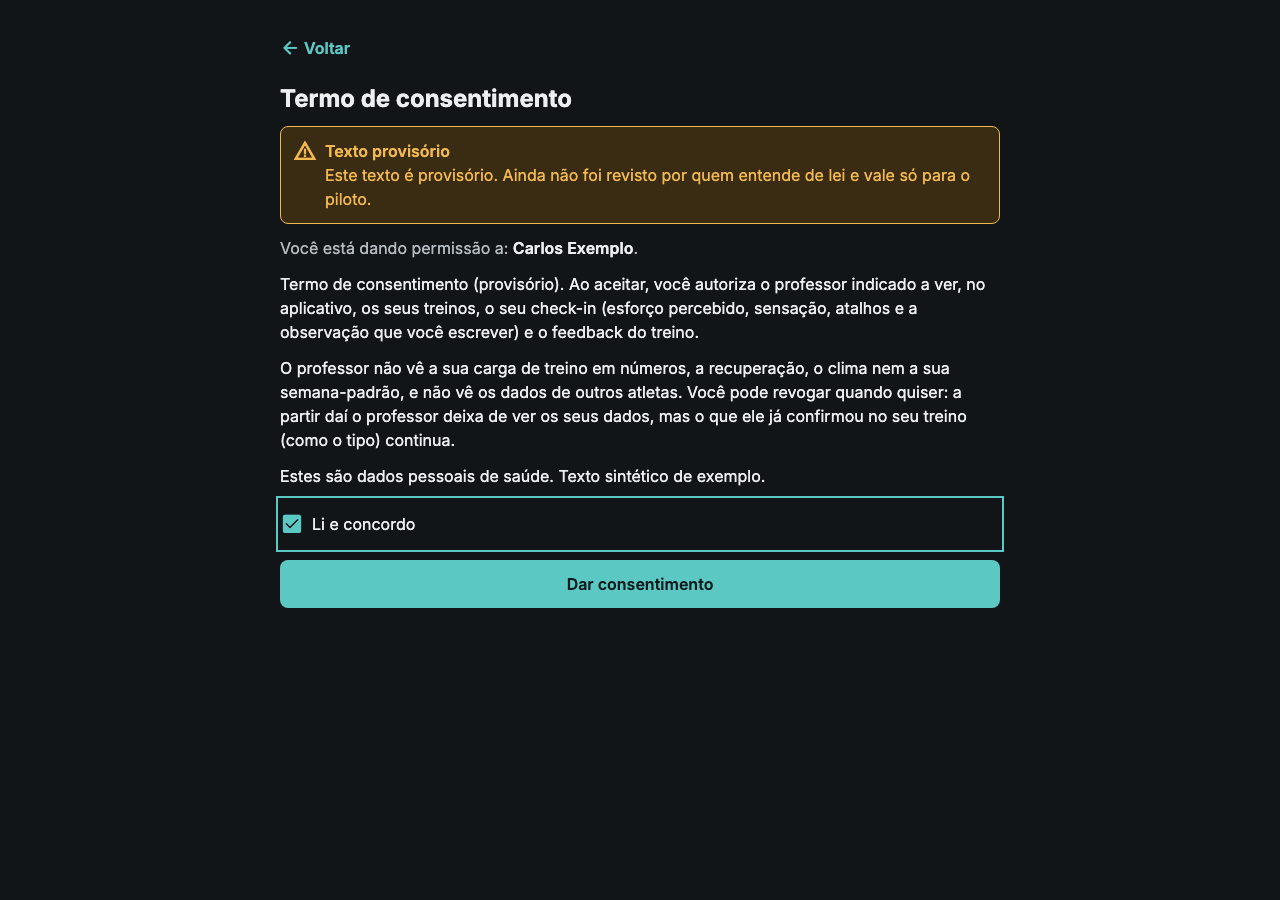 ← Voltar
Termo de consentimento
Texto provisório
Este texto é provisório. Ainda não foi revisto por quem entende de lei e vale só para o
piloto.
Você está dando permissão a: Carlos Exemplo.
Termo de consentimento (provisório). Ao aceitar, você autoriza o professor indicado a ver, no
aplicativo, os seus treinos, o seu check-in (esforço percebido, sensação, atalhos e a
observação que você escrever) e o feedback do treino.
O professor não vê a sua carga de treino em números, a recuperação, o clima nem a sua
semana-padrão, e não vê os dados de outros atletas. Você pode revogar quando quiser: a
partir daí o professor deixa de ver os seus dados, mas o que ele já confirmou no seu treino
(como o tipo) continua.
Estes são dados pessoais de saúde. Texto sintético de exemplo.
Li e concordo
Dar consentimento